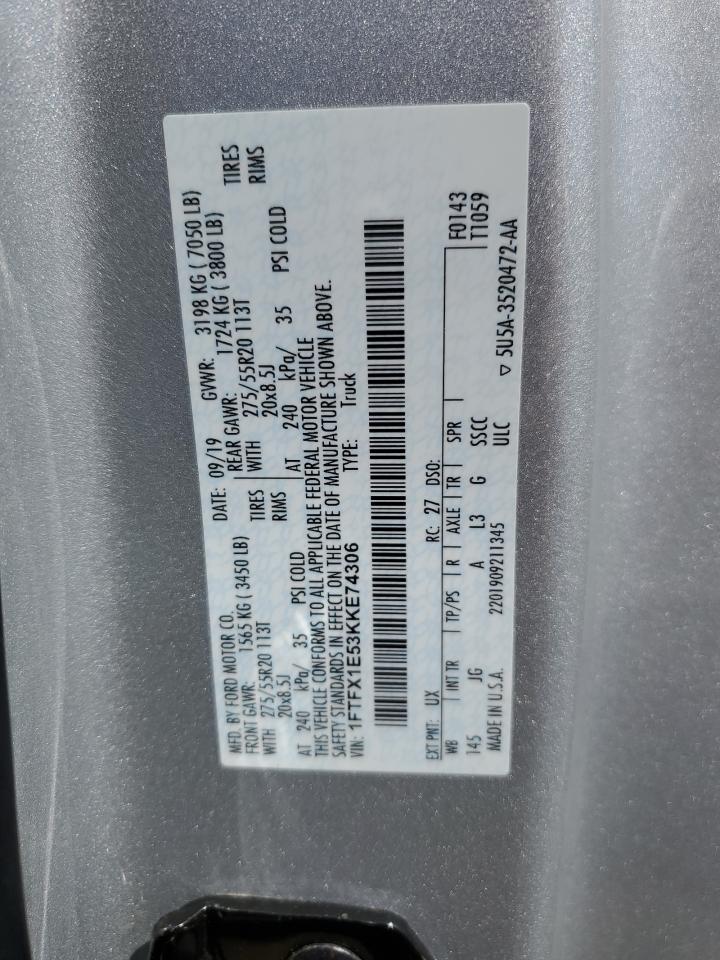 MFD. BY FORD MOTOR CO.
DATE: 09/19 GVWR: 3198 KG ( 7050 LB)
FRONT GAWR: 1565 KG ( 3450 LB) REAR GAWR: 1724 KG ( 3800 LB)
WITH 275/55R20 113T TIRES WITH 275/55R20 113T TIRES
20x8.5J RIMS 20x8.5J RIMS
AT 240 kPa/ 35 PSI COLD AT 240 kPa/ 35 PSI COLD
THIS VEHICLE CONFORMS TO ALL APPLICABLE FEDERAL MOTOR VEHICLE
SAFETY STANDARDS IN EFFECT ON THE DATE OF MANUFACTURE SHOWN ABOVE.
VIN: 1FTFX1E53KKE74306 TYPE: Truck
EXT PNT: UX RC: 27 DSO: F0143
WB INT TR TP/PS R AXLE TR SPR T1059
145 JG A L3 G SSCC
MADE IN U.S.A. 2201909211345 ULC ▽ 5U5A-3520472-AA